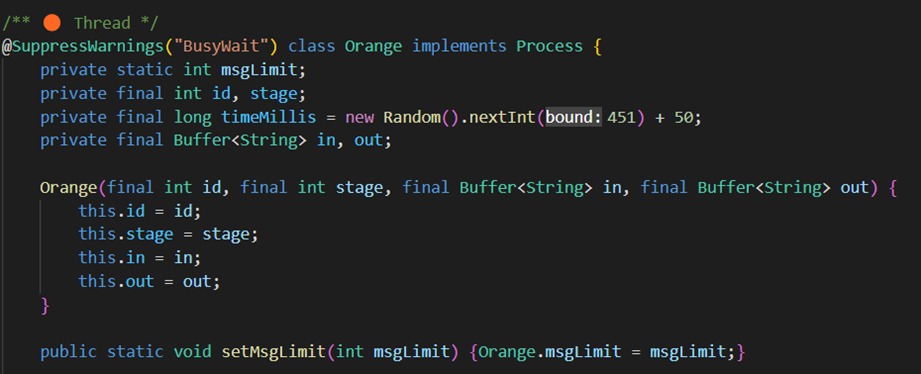 /** 🟠 Thread */
@SuppressWarnings("BusyWait") class Orange implements Process {
    private static int msgLimit;
    private final int id, stage;
    private final long timeMillis = new Random().nextInt(bound: 451) + 50;
    private final Buffer<String> in, out;

    Orange(final int id, final int stage, final Buffer<String> in, final Buffer<String> out) {
        this.id = id;
        this.stage = stage;
        this.in = in;
        this.out = out;
    }

    public static void setMsgLimit(int msgLimit) {Orange.msgLimit = msgLimit;}